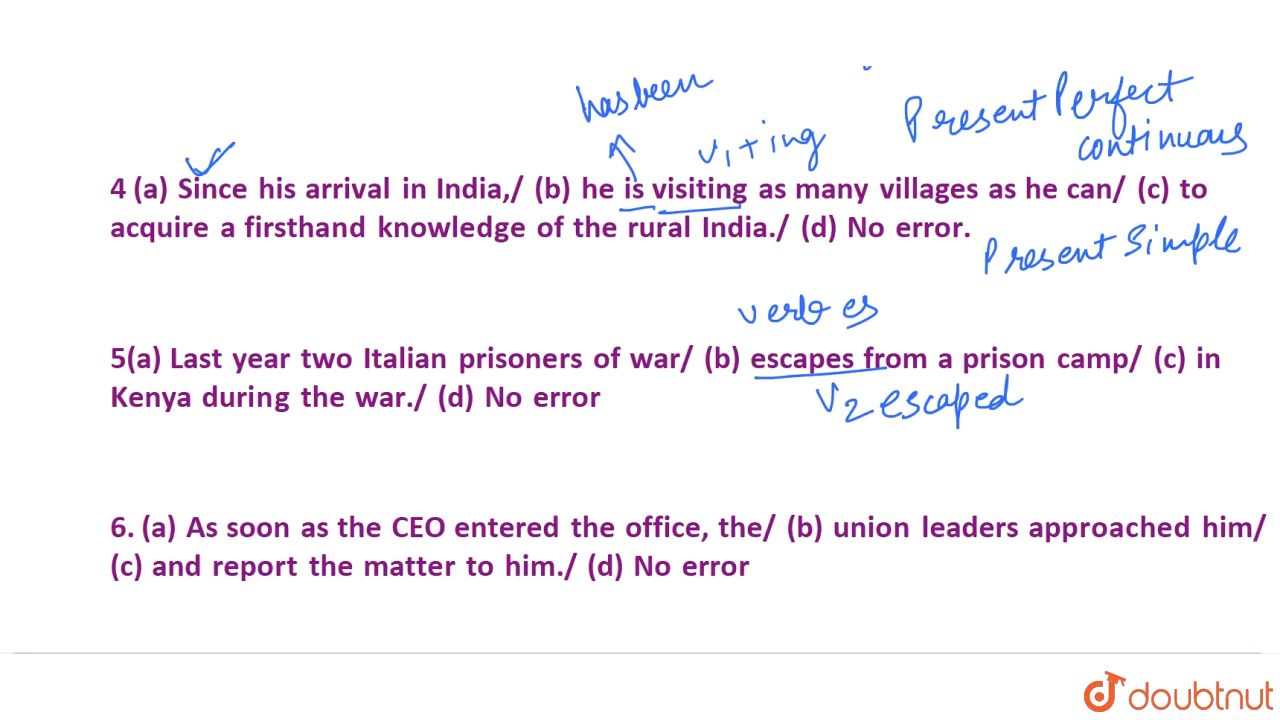 has been
v1 + ing
Present Perfect
continuous
4 (a) Since his arrival in India,/ (b) he is visiting as many villages as he can/ (c) to
acquire a firsthand knowledge of the rural India./ (d) No error.
Present Simple
verb es
5(a) Last year two Italian prisoners of war/ (b) escapes from a prison camp/ (c) in
Kenya during the war./ (d) No error
V2 escaped
6. (a) As soon as the CEO entered the office, the/ (b) union leaders approached him/
(c) and report the matter to him./ (d) No error
doubtnut